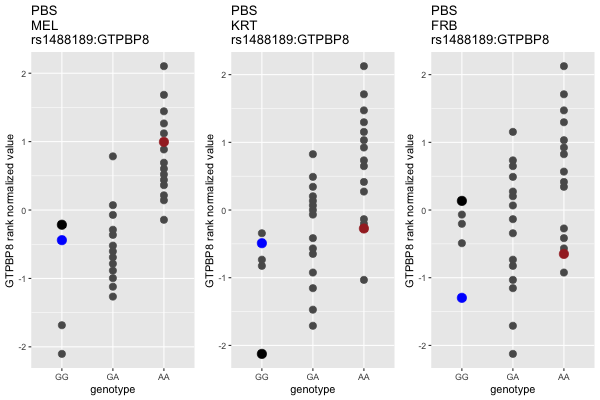 PBS
MEL
rs1488189:GTPBP8
GTPBP8 rank normalized value
2
1
0
-1
-2
GG
GA
AA
genotype
PBS
KRT
rs1488189:GTPBP8
GTPBP8 rank normalized value
2
1
0
-1
-2
GG
GA
AA
genotype
PBS
FRB
rs1488189:GTPBP8
GTPBP8 rank normalized value
2
1
0
-1
-2
GG
GA
AA
genotype